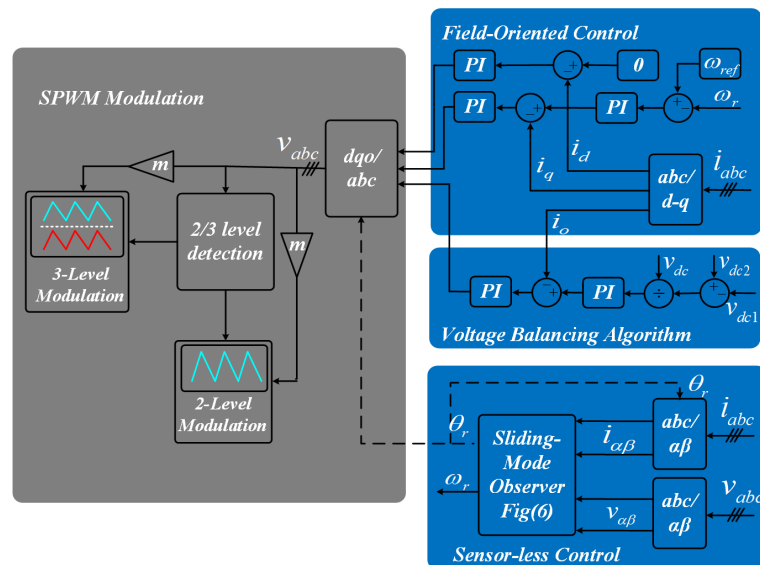 Field-Oriented Control
PI
0
ω_ref
PI
PI
ω_r
i_d
i_q
abc/
d-q
i_abc
i_o
SPWM Modulation
v_abc
dqo/
abc
m
2/3 level
detection
m
3-Level
Modulation
2-Level
Modulation
v_dc
v_dc2
PI
PI
÷
v_dc1
Voltage Balancing Algorithm
θ_r
θ_r
Sliding-
Mode
Observer
Fig(6)
ω_r
i_αβ
abc/
αβ
i_abc
v_αβ
abc/
αβ
v_abc
Sensor-less Control